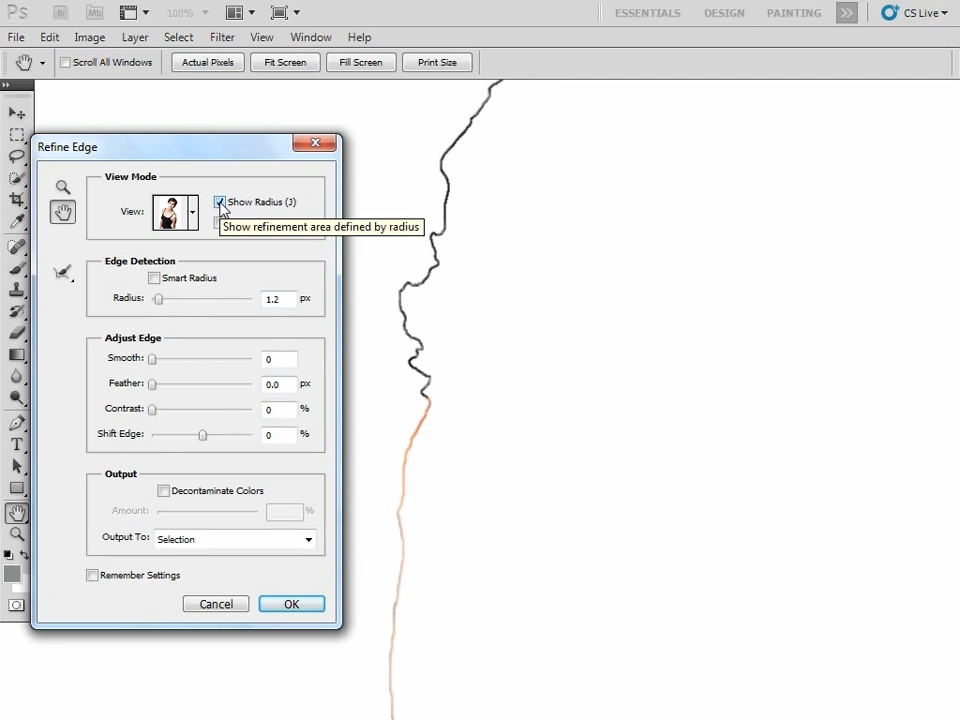 Ps Br Mb 100% ESSENTIALS DESIGN PAINTING CS Live
File Edit Image Layer Select Filter View Window Help
Scroll All Windows Actual Pixels Fit Screen Fill Screen Print Size
Refine Edge
View Mode
Show Radius (J)
View:
Show refinement area defined by radius
Edge Detection
Smart Radius
Radius: 1.2 px
Adjust Edge
Smooth: 0
Feather: 0.0 px
Contrast: 0 %
Shift Edge: 0 %
Output
Decontaminate Colors
Amount: %
Output To: Selection
Remember Settings
Cancel OK
T